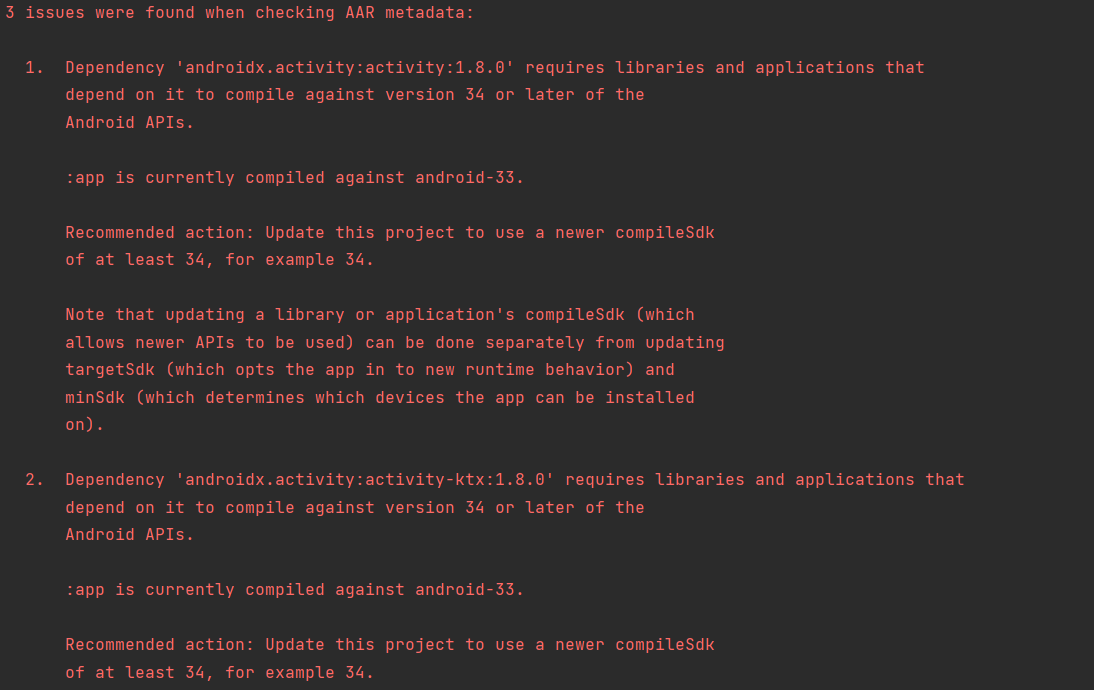 3 issues were found when checking AAR metadata:
1. Dependency 'androidx.activity:activity:1.8.0' requires libraries and applications that
depend on it to compile against version 34 or later of the
Android APIs.
:app is currently compiled against android-33.
Recommended action: Update this project to use a newer compileSdk
of at least 34, for example 34.
Note that updating a library or application's compileSdk (which
allows newer APIs to be used) can be done separately from updating
targetSdk (which opts the app in to new runtime behavior) and
minSdk (which determines which devices the app can be installed
on).
2. Dependency 'androidx.activity:activity-ktx:1.8.0' requires libraries and applications that
depend on it to compile against version 34 or later of the
Android APIs.
:app is currently compiled against android-33.
Recommended action: Update this project to use a newer compileSdk
of at least 34, for example 34.